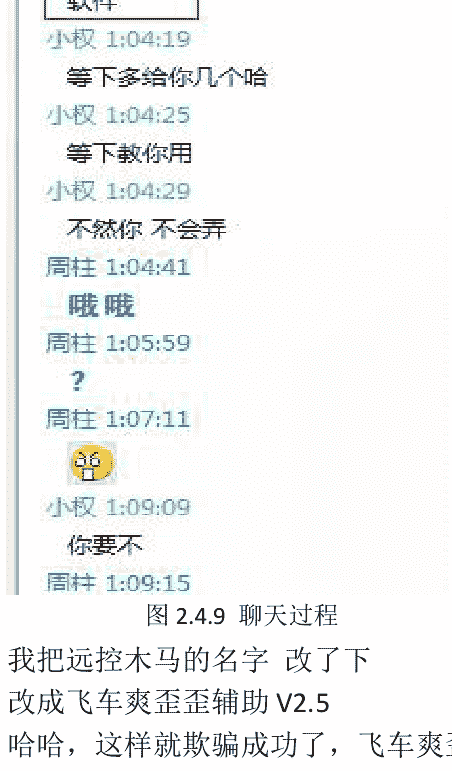 软件
小权 1:04:19
等下多给你几个哈
小权 1:04:25
等下教你用
小权 1:04:29
不然你 不会弄
周柱 1:04:41
哦哦
周柱 1:05:59
?
周柱 1:07:11
小权 1:09:09
你要不
周柱 1:09:15
图 2.4.9 聊天过程
我把远控木马的名字 改了下
改成飞车爽歪歪辅助 V2.5
哈哈，这样就欺骗成功了，飞车爽歪